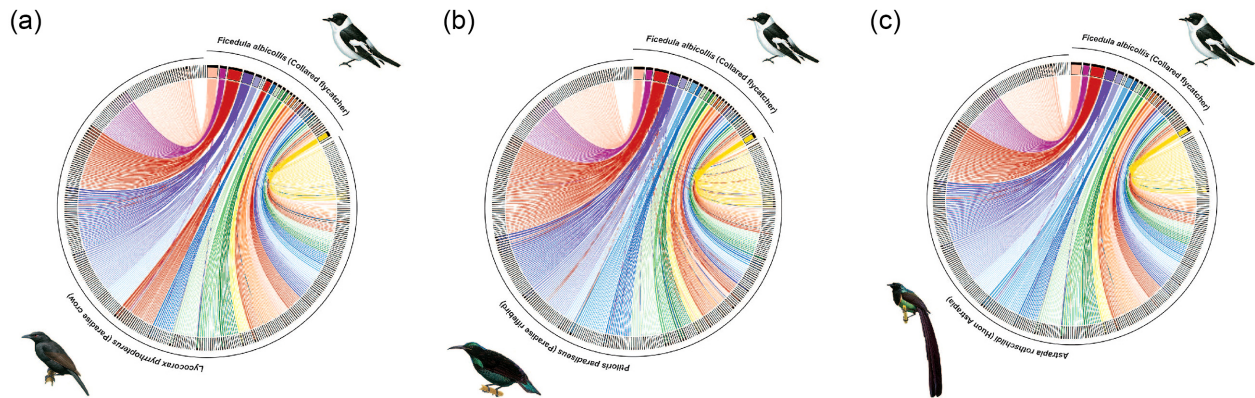 (a)
Ficedula albicollis (Collared flycatcher)
Lycocorax pyrrhopterus (Paradise crow)
(b)
Ficedula albicollis (Collared flycatcher)
Ptiloris paradiseus (Paradise riflebird)
(c)
Ficedula albicollis (Collared flycatcher)
Astrapia rothschildi (Huon Astrapia)